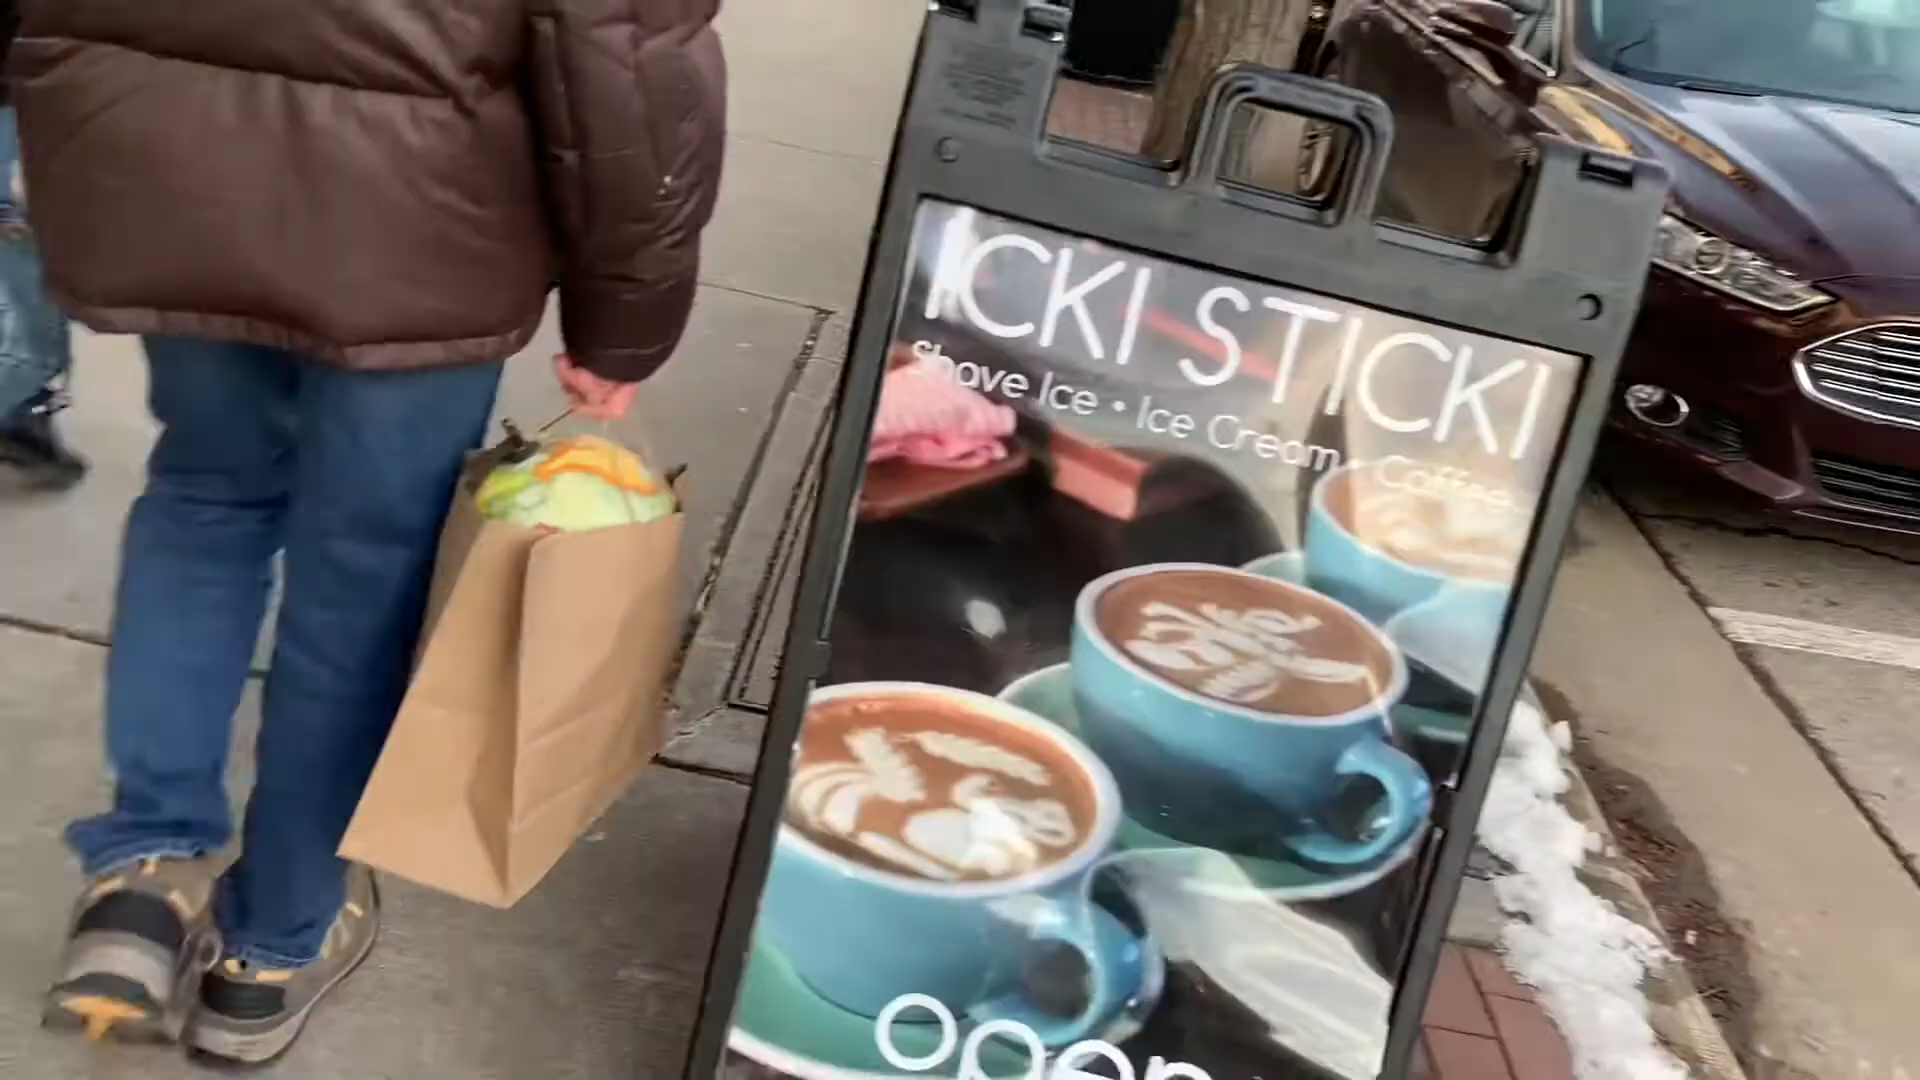 ICKI STICKI
Shave Ice • Ice Cream • Coffee
open